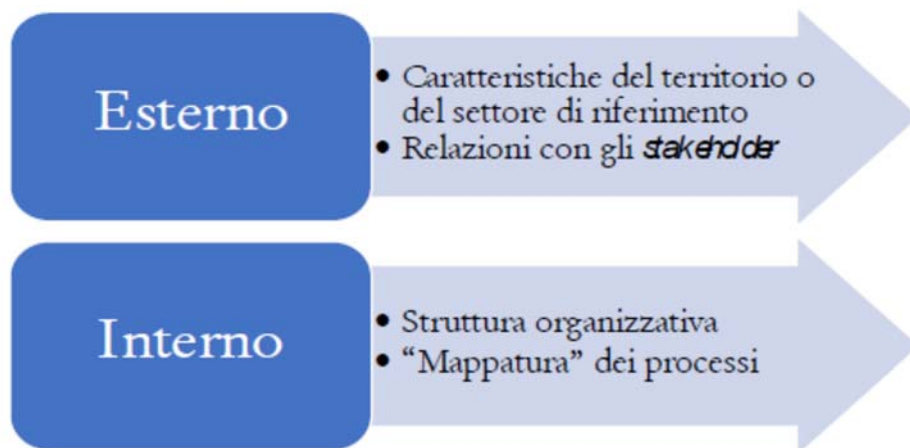 Esterno
• Caratteristiche del territorio o
del settore di riferimento
• Relazioni con gli stakeholder
Interno
• Struttura organizzativa
• “Mappatura” dei processi